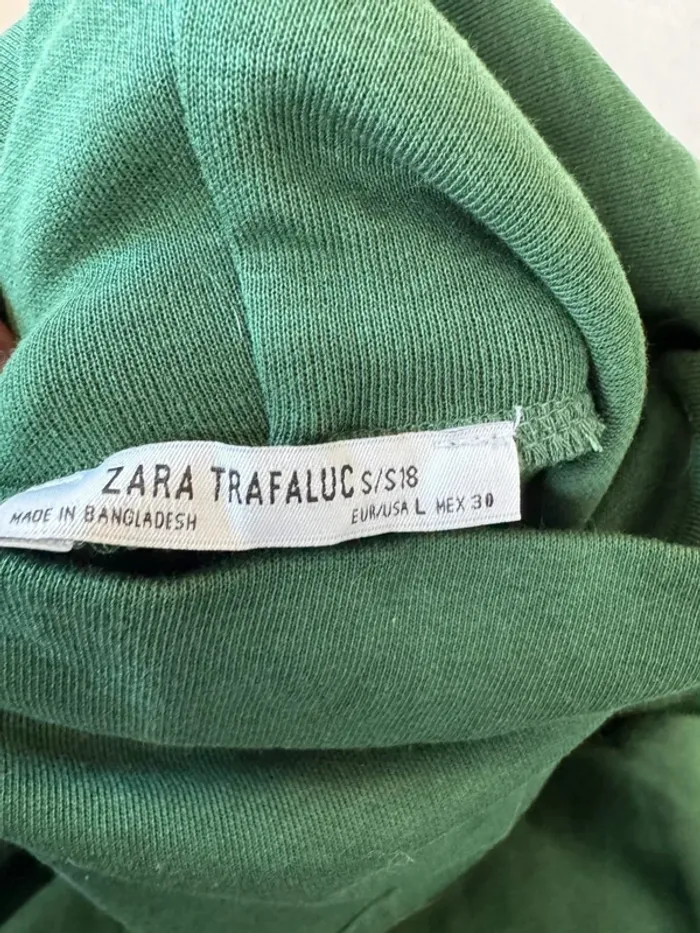 ZARA TRAFALUC S/S18
MADE IN BANGLADESH EUR/USA L MEX 30